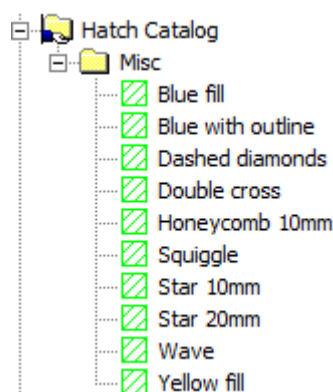 Hatch Catalog
Misc
Blue fill
Blue with outline
Dashed diamonds
Double cross
Honeycomb 10mm
Squiggle
Star 10mm
Star 20mm
Wave
Yellow fill